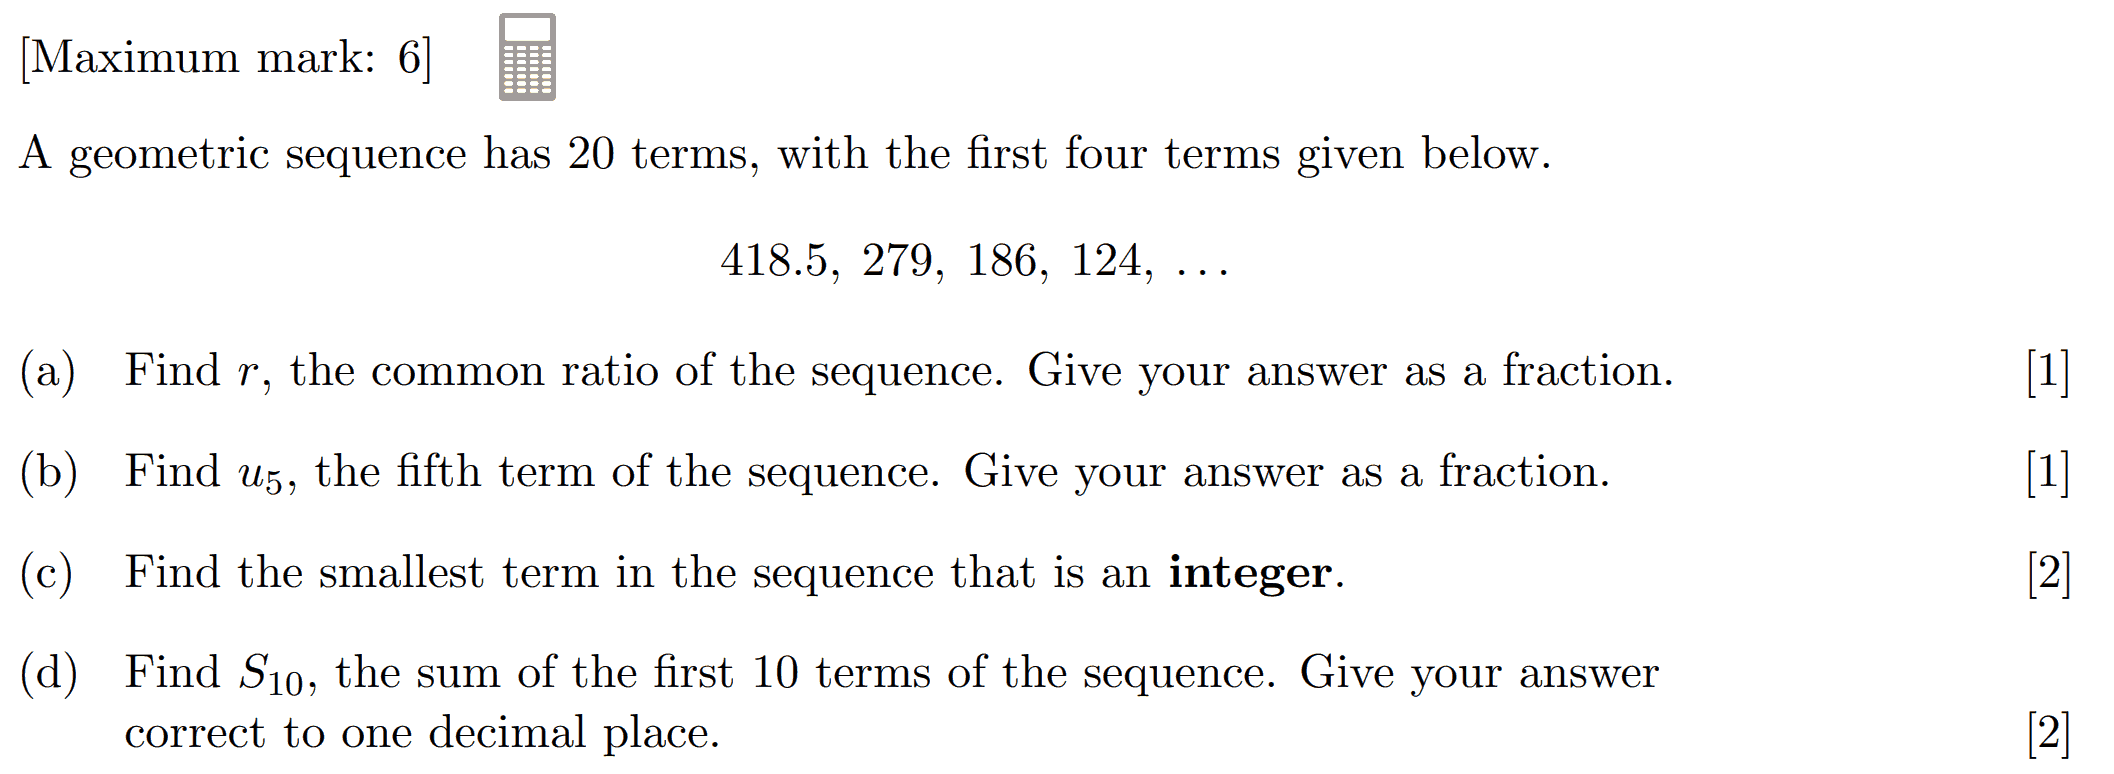 [Maximum mark: 6]
A geometric sequence has 20 terms, with the first four terms given below.
418.5, 279, 186, 124, ...
(a) Find r, the common ratio of the sequence. Give your answer as a fraction. [1]
(b) Find u₅, the fifth term of the sequence. Give your answer as a fraction. [1]
(c) Find the smallest term in the sequence that is an integer. [2]
(d) Find S₁₀, the sum of the first 10 terms of the sequence. Give your answer
correct to one decimal place. [2]